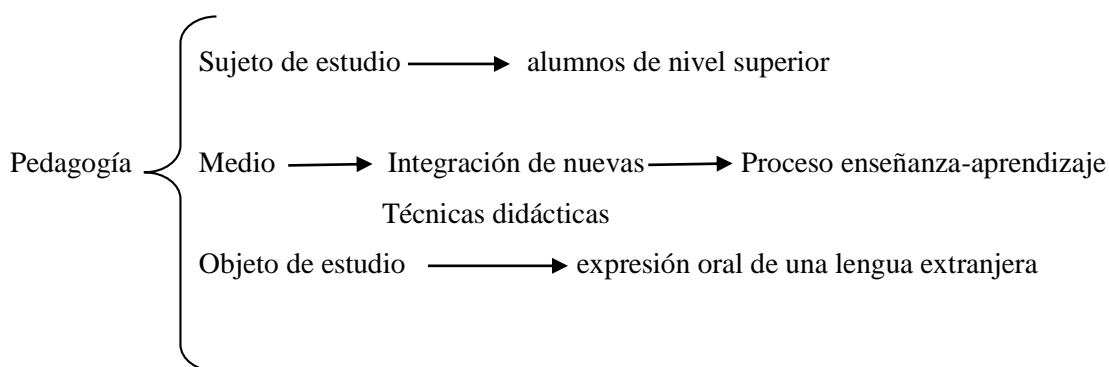 Sujeto de estudio alumnos de nivel superior
Pedagogía Medio Integración de nuevas Proceso enseñanza-aprendizaje
Técnicas didácticas
Objeto de estudio expresión oral de una lengua extranjera